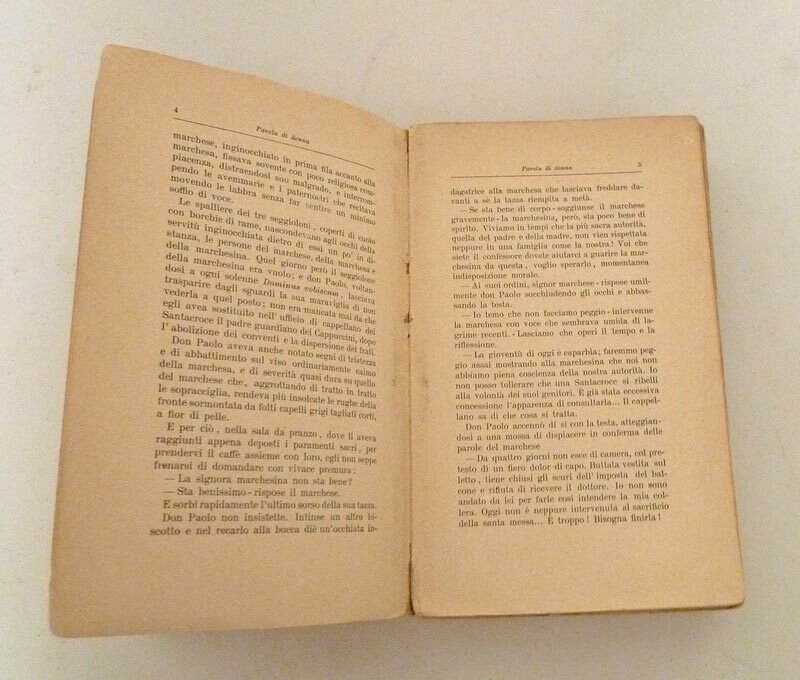 4
Parola di donna
marchese, inginocchiato in prima fila accanto alla
marchesa, fissava sovente con poco religiosa com-
piacenza, distraendosi suo malgrado, e interrom-
pendo le avemmarie e i paternostri che recitava
movendo le labbra senza far sentire un minimo
soffio di voce.
Le spalliere dei tre seggioloni, coperti di cuoio
con borchie di rame, nascondevano agli occhi della
servitù inginocchiata dietro di essi un po' in di-
stanza, le persone del marchese, della marchesa e
della marchesina. Quel giorno però il seggiolone
della marchesina era vuoto; e don Paolo, voltan-
dosi a ogni solenne Dominus vobiscum, lasciava
trasparire dagli sguardi la sua maraviglia di non
vederla a quel posto; non era mancata mai da che
egli aveva sostituito nell'ufficio di cappellano dei
Santacroce il padre guardiano dei Cappuccini, dopo
l'abolizione dei conventi e la dispersione dei frati.
Don Paolo aveva anche notato segni di tristezza
e di abbattimento sul viso ordinariamente calmo
della marchesa, e di severità quasi dura su quello
del marchese che, aggrottando di tratto in tratto
le sopracciglia, rendeva più insolcate le rughe della
fronte sormontata da folti capelli grigi tagliati corti,
a fior di pelle.
E per ciò, nella sala da pranzo, dove li aveva
raggiunti appena deposti i paramenti sacri, per
prendervi il caffè assieme con loro, egli non seppe
frenarsi di domandare con vivace premura:
— La signora marchesina non sta bene?
— Sta benissimo - rispose il marchese.
E sorbì rapidamente l'ultimo sorso della sua tazza.
Don Paolo non insistette. Intinse un altro bi-
scotto e nel recarlo alla bocca diè un'occhiata in-
Parola di donna
5
dagatrice alla marchesa che lasciava freddare da-
vanti a sè la tazza riempita a metà.
— Se sta bene di corpo - soggiunse il marchese
gravemente - la marchesina, però, sta poco bene di
spirito. Viviamo in tempi che la più sacra autorità,
quella del padre e della madre, non vien rispettata
neppure in una famiglia come la nostra! Voi che
siete il confessore dovete aiutarci a guarire la mar-
chesina da questa, voglio sperarlo, momentanea
indisposizione morale.
— Ai suoi ordini, signor marchese - rispose umil-
mente don Paolo socchiudendo gli occhi e abbas-
sando la testa.
— Io temo che non facciamo peggio - intervenne
la marchesa con voce che sembrava umida di la-
grime recenti. - Lasciamo che operi il tempo e la
riflessione.
— La gioventù di oggi è caparbia; faremmo peg-
gio assai mostrando alla marchesina che noi non
abbiamo piena coscienza della nostra autorità. Io
non posso tollerare che una Santacroce si ribelli
alla volontà dei suoi genitori. È già stata eccessiva
concessione l'apparenza di consultarla... Il cappel-
lano sa di che cosa si tratta.
Don Paolo accennò di sì con la testa, atteggian-
dosi a una mossa di dispiacere in conferma delle
parole del marchese
— Da quattro giorni non esce di camera, col pre-
testo di un fiero dolor di capo. Buttata vestita sul
letto, tiene chiusi gli scuri dell'imposta del bal-
cone e rifiuta di ricevere il dottore. Io non sono
andato da lei per farle così intendere la mia col-
lera. Oggi non è neppure intervenuta al sacrificio
della santa messa... È troppo! Bisogna finirla!